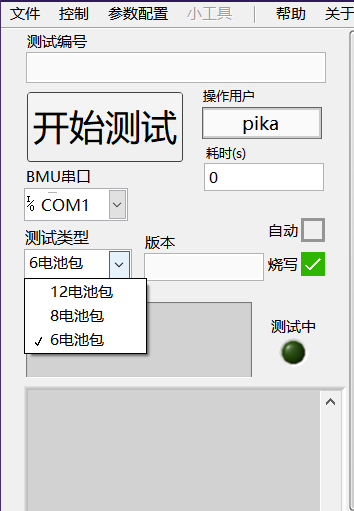 文件 控制 参数配置 小工具 帮助 关于
测试编号
开始测试
操作用户
pika
耗时(s)
0
BMU串口
I/O COM1
测试类型
6电池包
版本
自动
烧写
12电池包
8电池包
✓ 6电池包
测试中